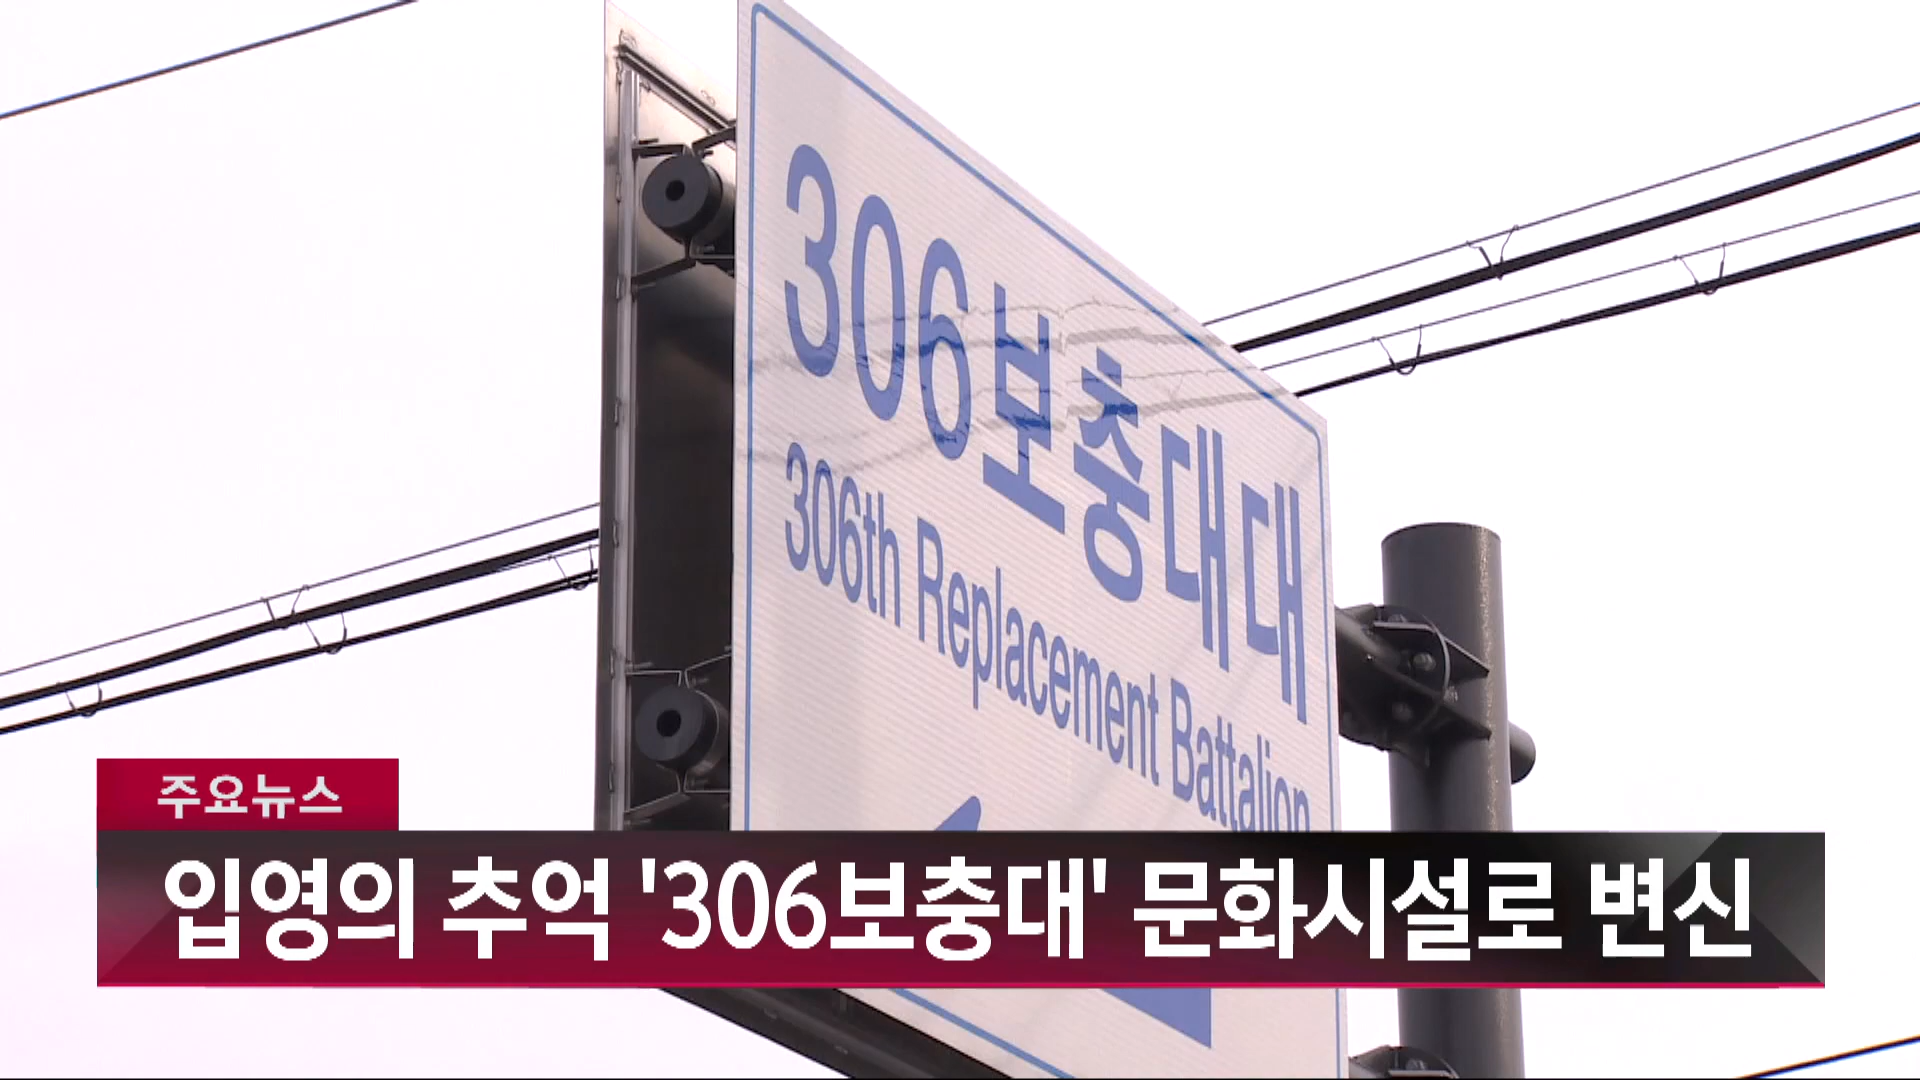 306보충대대
306th Replacement Battalion
주요뉴스
입영의 추억 '306보충대' 문화시설로 변신